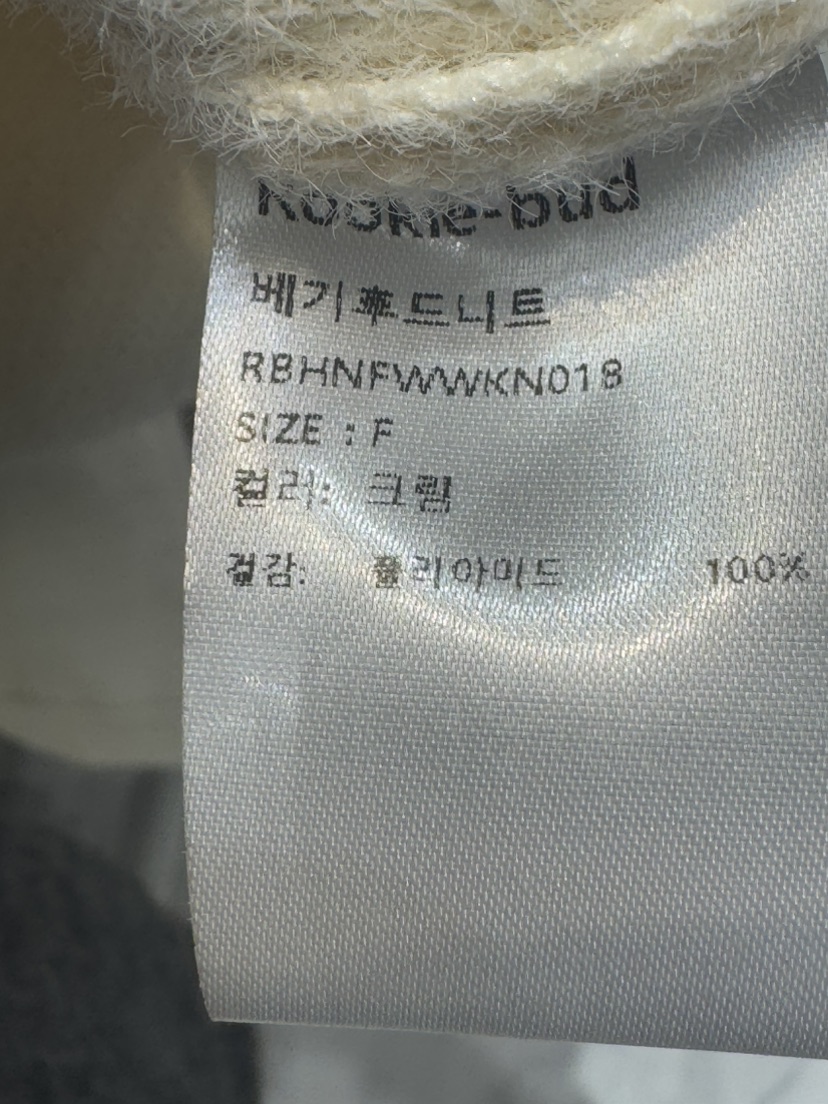 Kookie-bud
베기후드니트
RBHNFWWKN018
SIZE : F
컬러: 크림
겉감: 폴리아미드 100%